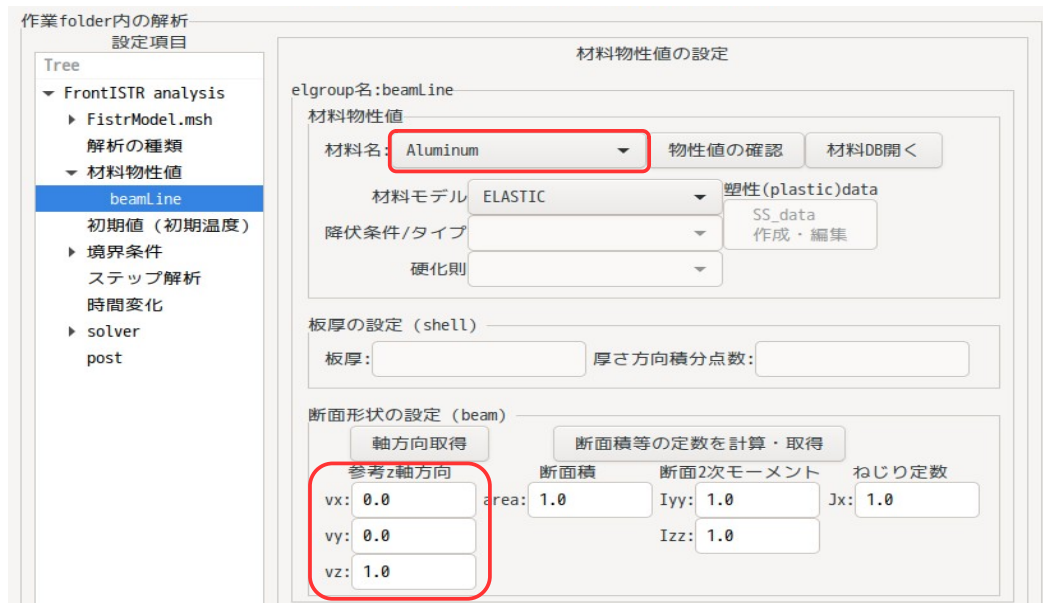 作業folder内の解析
設定項目
Tree
FrontISTR analysis
FistrModel.msh
解析の種類
材料物性値
beamLine
初期値（初期温度）
境界条件
ステップ解析
時間変化
solver
post
材料物性値の設定
elgroup名:beamLine
材料物性値
材料名: Aluminum 物性値の確認 材料DB開く
材料モデル ELASTIC 塑性(plastic)data
降伏条件/タイプ SS_data
作成・編集
硬化則
板厚の設定 (shell)
板厚: 厚さ方向積分点数:
断面形状の設定 (beam)
軸方向取得 断面積等の定数を計算・取得
参考z軸方向 断面積 断面2次モーメント ねじり定数
vx: 0.0 area: 1.0 Iyy: 1.0 Jx: 1.0
vy: 0.0 Izz: 1.0
vz: 1.0